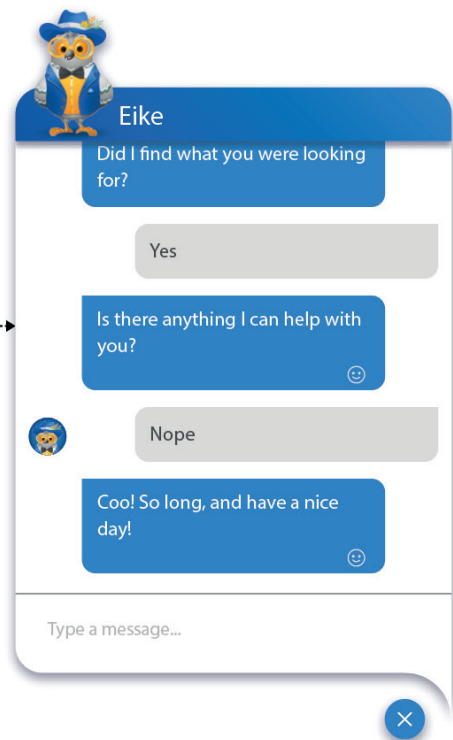 Eike
Did I find what you were looking
for?
Yes
Is there anything I can help with
you?
Nope
Coo! So long, and have a nice
day!
Type a message...